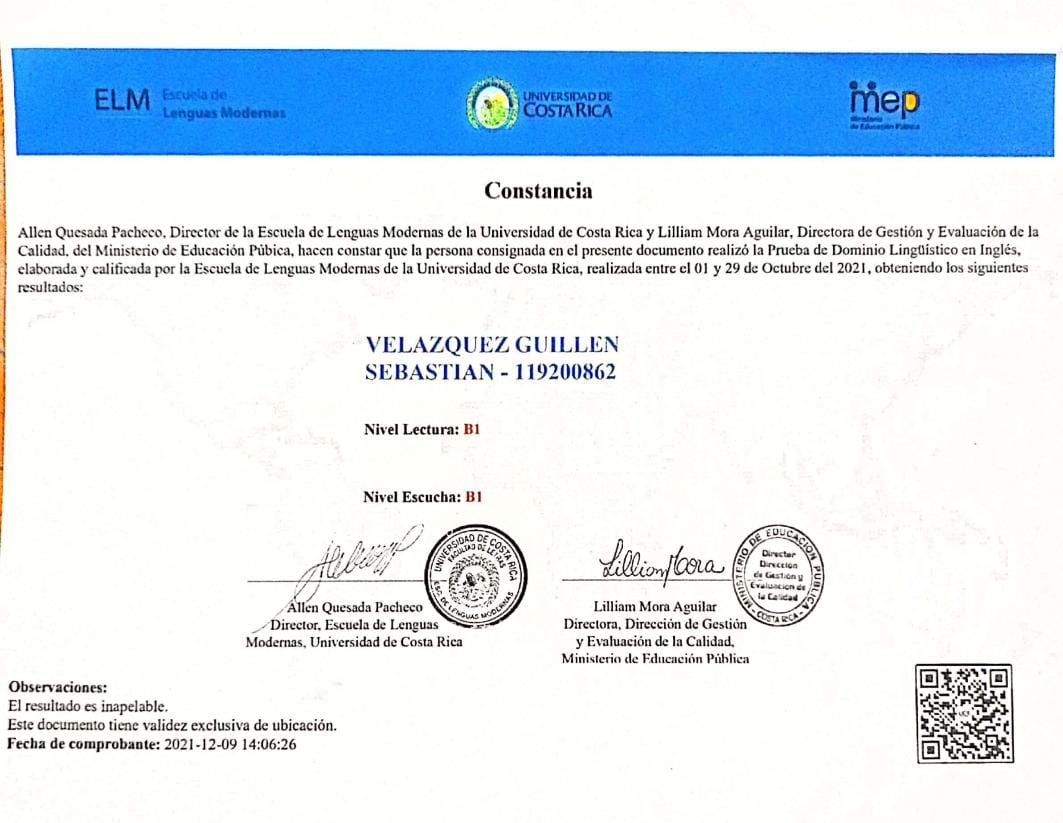 ELM Escuela de Lenguas Modernas
UNIVERSIDAD DE COSTA RICA
mep
Ministerio de Educación Pública
Constancia
Allen Quesada Pacheco, Director de la Escuela de Lenguas Modernas de la Universidad de Costa Rica y Lilliam Mora Aguilar, Directora de Gestión y Evaluación de la
Calidad, del Ministerio de Educación Púbica, hacen constar que la persona consignada en el presente documento realizó la Prueba de Dominio Lingüístico en Inglés,
elaborada y calificada por la Escuela de Lenguas Modernas de la Universidad de Costa Rica, realizada entre el 01 y 29 de Octubre del 2021, obteniendo los siguientes
resultados:
VELAZQUEZ GUILLEN
SEBASTIAN - 119200862
Nivel Lectura: B1
Nivel Escucha: B1
UNIVERSIDAD DE COSTA RICA
FACULTAD DE LETRAS
ESC. DE LENGUAS MODERNAS
Allen Quesada Pacheco
Director, Escuela de Lenguas
Modernas, Universidad de Costa Rica
Lilliam Mora
MINISTERIO DE EDUCACION PUBLICA
Director
Dirección
de Gestión y
Evaluación de
la Calidad
- COSTA RICA -
Lilliam Mora Aguilar
Directora, Dirección de Gestión
y Evaluación de la Calidad,
Ministerio de Educación Pública
Observaciones:
El resultado es inapelable.
Este documento tiene validez exclusiva de ubicación.
Fecha de comprobante: 2021-12-09 14:06:26